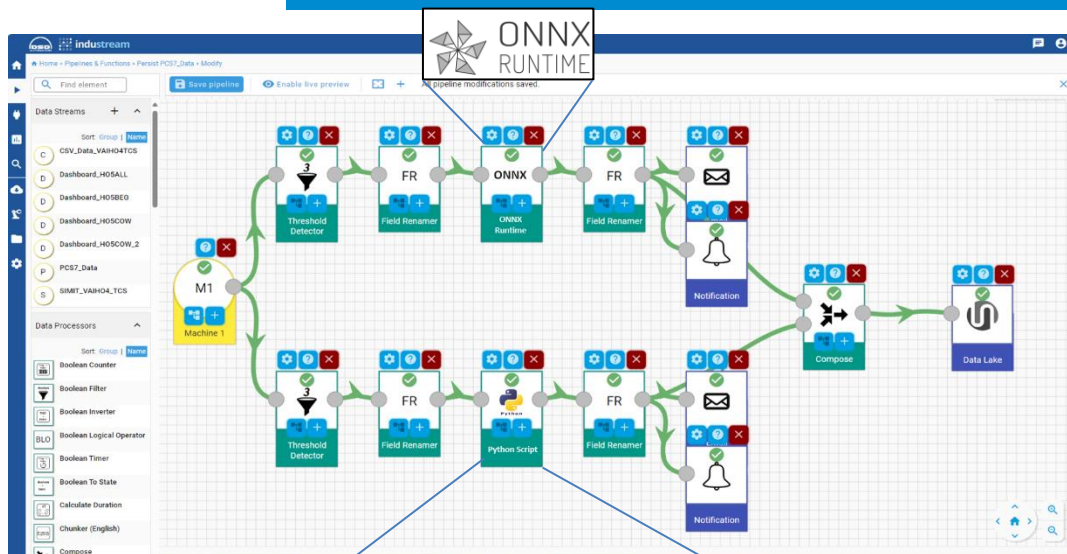 ONNX
RUNTIME
OSD industream
Home › Pipelines & Functions › Persist PCS7_Data › Modify
Find element
Save pipeline
Enable live preview
All pipeline modifications saved.
Data Streams
Sort: Group | Name
C CSV_Data_VAIHO4TCS
D Dashboard_HO5ALL
D Dashboard_HO5BEG
D Dashboard_HO5COW
D Dashboard_HO5COW_2
P PCS7_Data
S SIMIT_VAIHO4_TCS
Data Processors
Sort: Group | Name
Boolean Counter
Boolean Filter
Boolean Inverter
BLO Boolean Logical Operator
Boolean Timer
Boolean To State
Calculate Duration
Chunker (English)
Compose
M1
Machine 1
3
Threshold
Detector
FR
Field Renamer
ONNX
ONNX
Runtime
FR
Field Renamer
Notification
3
Threshold
Detector
FR
Field Renamer
Python
Python Script
FR
Field Renamer
Notification
Compose
Data Lake